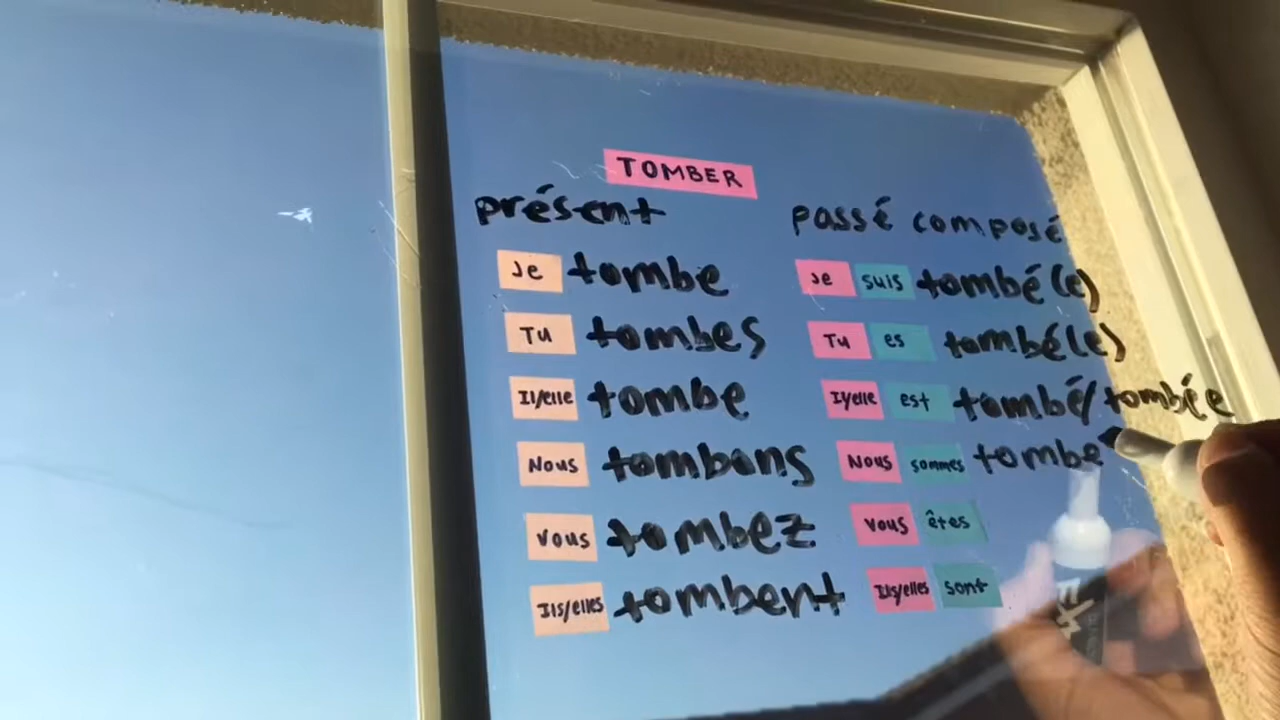 TOMBER
présent passé composé
Je tombe Je suis tombé(e)
Tu tombes Tu es tombé(e)
Il/elle tombe Il/elle est tombé/tombée
Nous tombons Nous sommes tombe
Vous tombez Vous êtes
Ils/elles tombent Ils/elles sont